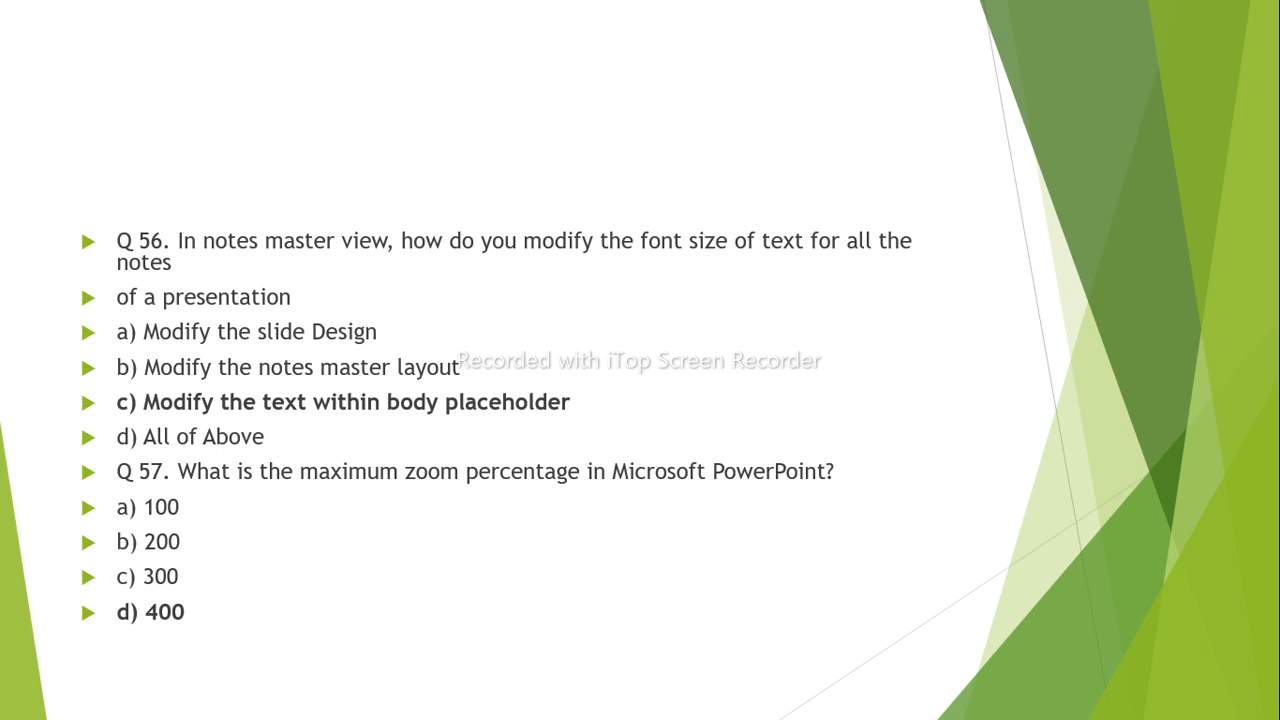 Q 56. In notes master view, how do you modify the font size of text for all the
notes
of a presentation
a) Modify the slide Design
b) Modify the notes master layout
Recorded with iTop Screen Recorder
c) Modify the text within body placeholder
d) All of Above
Q 57. What is the maximum zoom percentage in Microsoft PowerPoint?
a) 100
b) 200
c) 300
d) 400